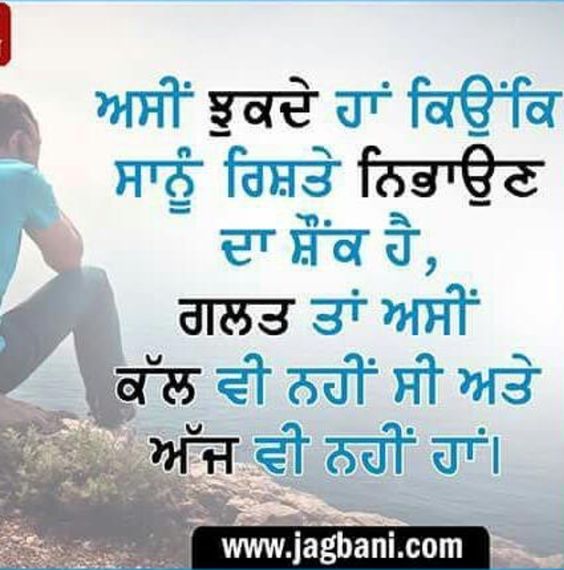 ਅਸੀਂ ਝੁਕਦੇ ਹਾਂ ਕਿਉਂਕਿ
ਸਾਨੂੰ ਰਿਸ਼ਤੇ ਨਿਭਾਉਣ
ਦਾ ਸ਼ੌਂਕ ਹੈ,
ਗਲਤ ਤਾਂ ਅਸੀਂ
ਕੱਲ ਵੀ ਨਹੀਂ ਸੀ ਅਤੇ
ਅੱਜ ਵੀ ਨਹੀਂ ਹਾਂ।
www.jagbani.com